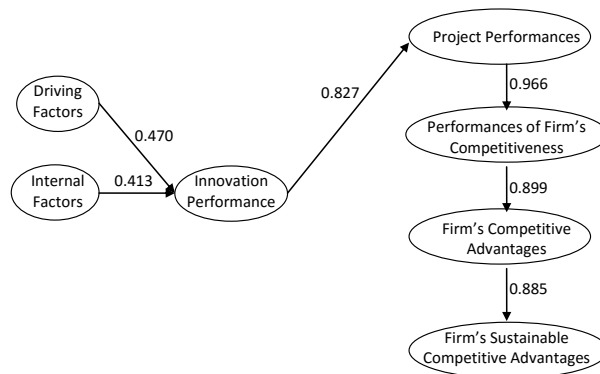 Project Performances
0.966
0.827
Driving
Factors
0.470
Performances of Firm's
Competitiveness
Internal
Factors
0.413
Innovation
Performance
0.899
Firm's Competitive
Advantages
0.885
Firm's Sustainable
Competitive Advantages